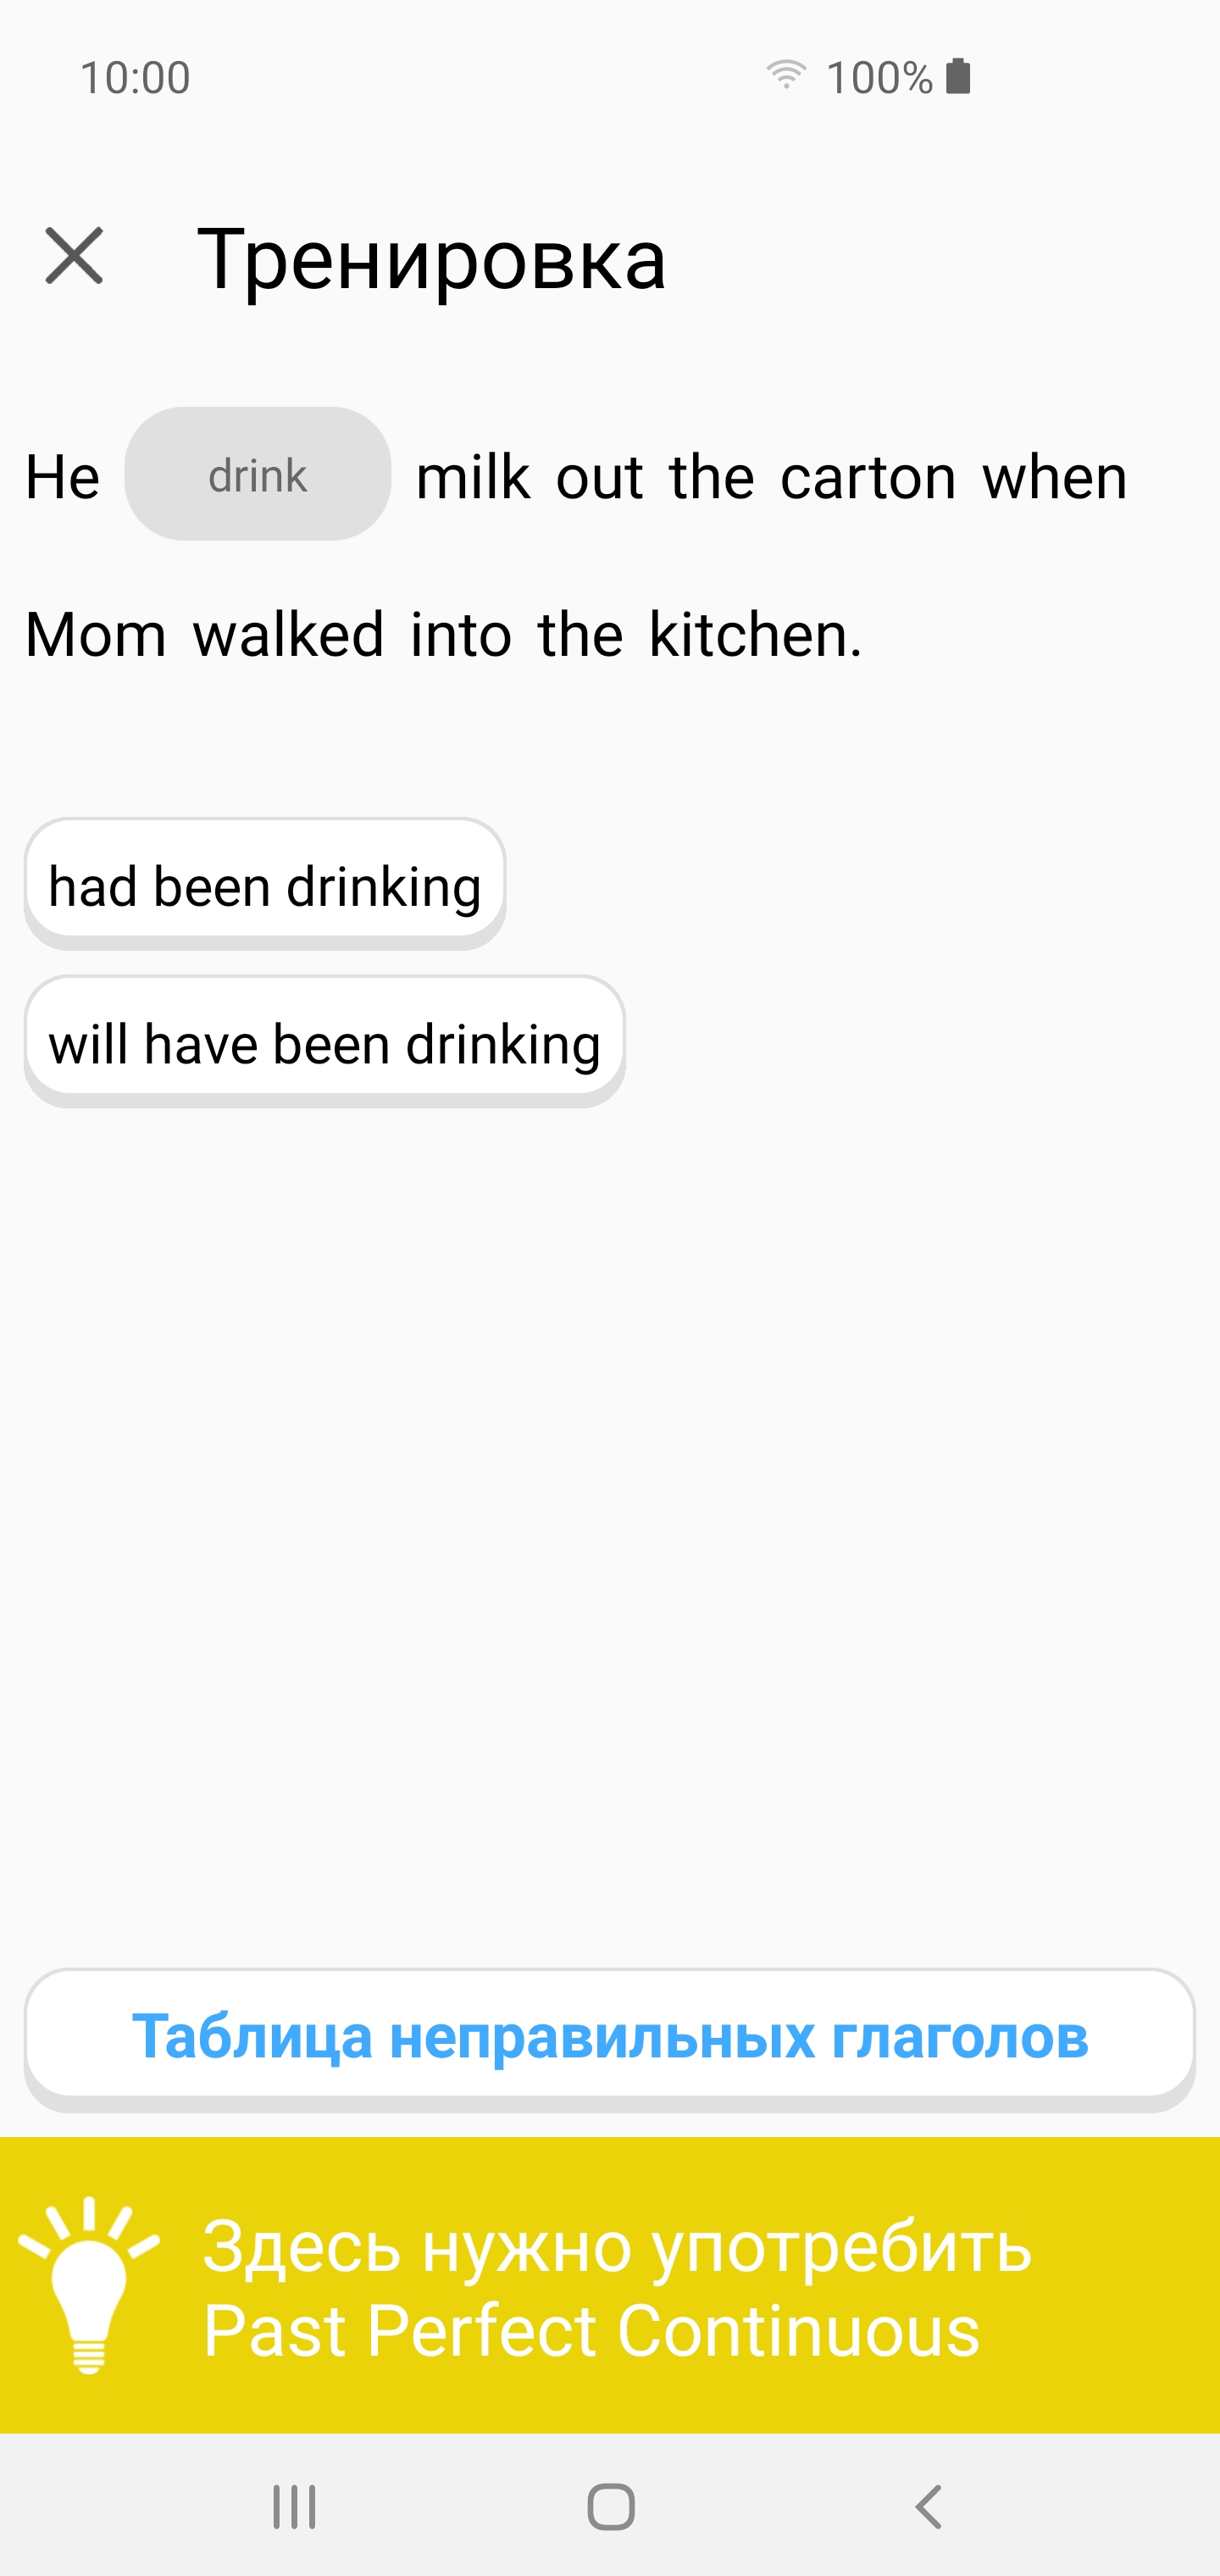 10:00 100%
Тренировка
He drink milk out the carton when
Mom walked into the kitchen.
had been drinking
will have been drinking
Таблица неправильных глаголов
Здесь нужно употребить
Past Perfect Continuous